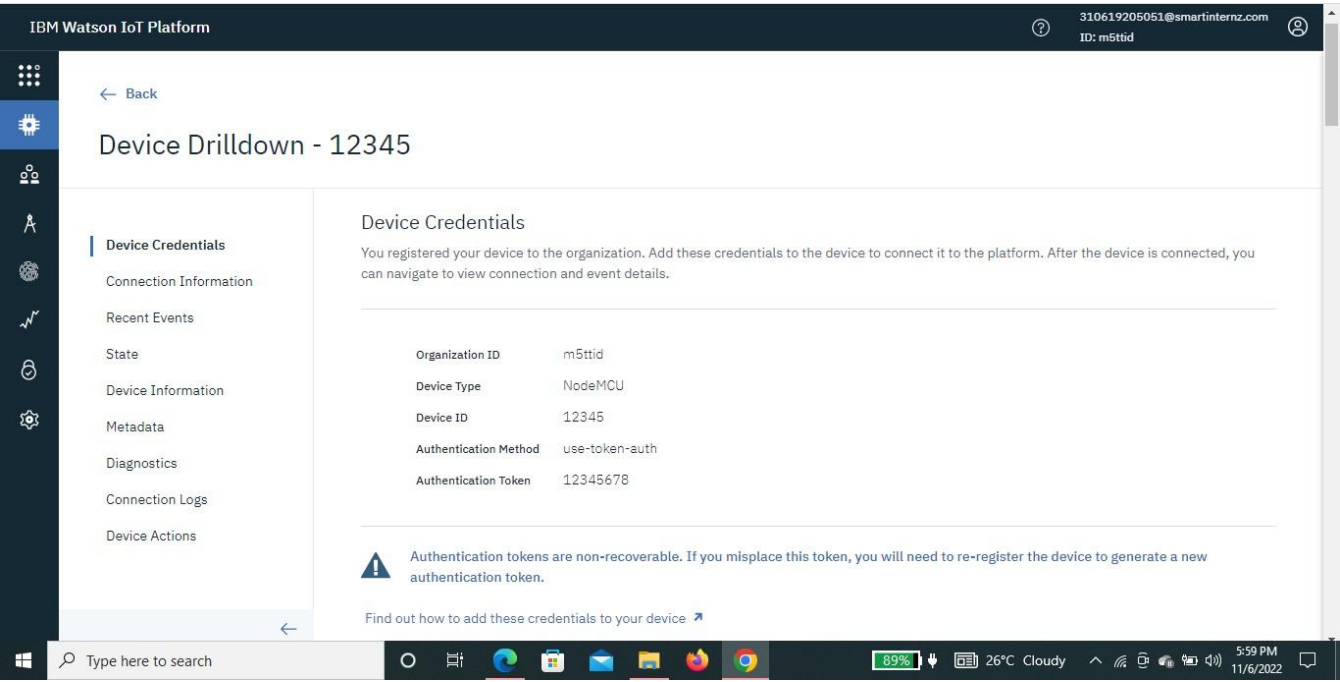 IBM Watson IoT Platform
310619205051@smartinternz.com
ID: m5ttid
Back
Device Drilldown - 12345
Device Credentials
Connection Information
Recent Events
State
Device Information
Metadata
Diagnostics
Connection Logs
Device Actions
Device Credentials
You registered your device to the organization. Add these credentials to the device to connect it to the platform. After the device is connected, you
can navigate to view connection and event details.
Organization ID m5ttid
Device Type NodeMCU
Device ID 12345
Authentication Method use-token-auth
Authentication Token 12345678
Authentication tokens are non-recoverable. If you misplace this token, you will need to re-register the device to generate a new
authentication token.
Find out how to add these credentials to your device
Type here to search
89%
26°C Cloudy
5:59 PM
11/6/2022